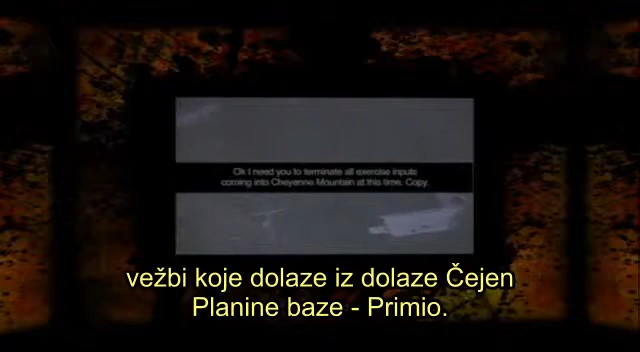 Ok I need you to terminate all exercise inputs
coming into Cheyenne Mountain at this time. Copy.
vežbi koje dolaze iz dolaze Čejen
Planine baze - Primio.